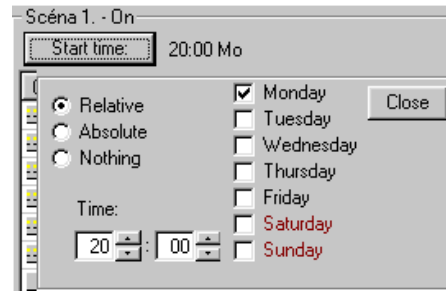 Scéna 1. - On
Start time: 20:00 Mo
Relative
Absolute
Nothing
Time:
20 : 00
Monday
Tuesday
Wednesday
Thursday
Friday
Saturday
Sunday
Close